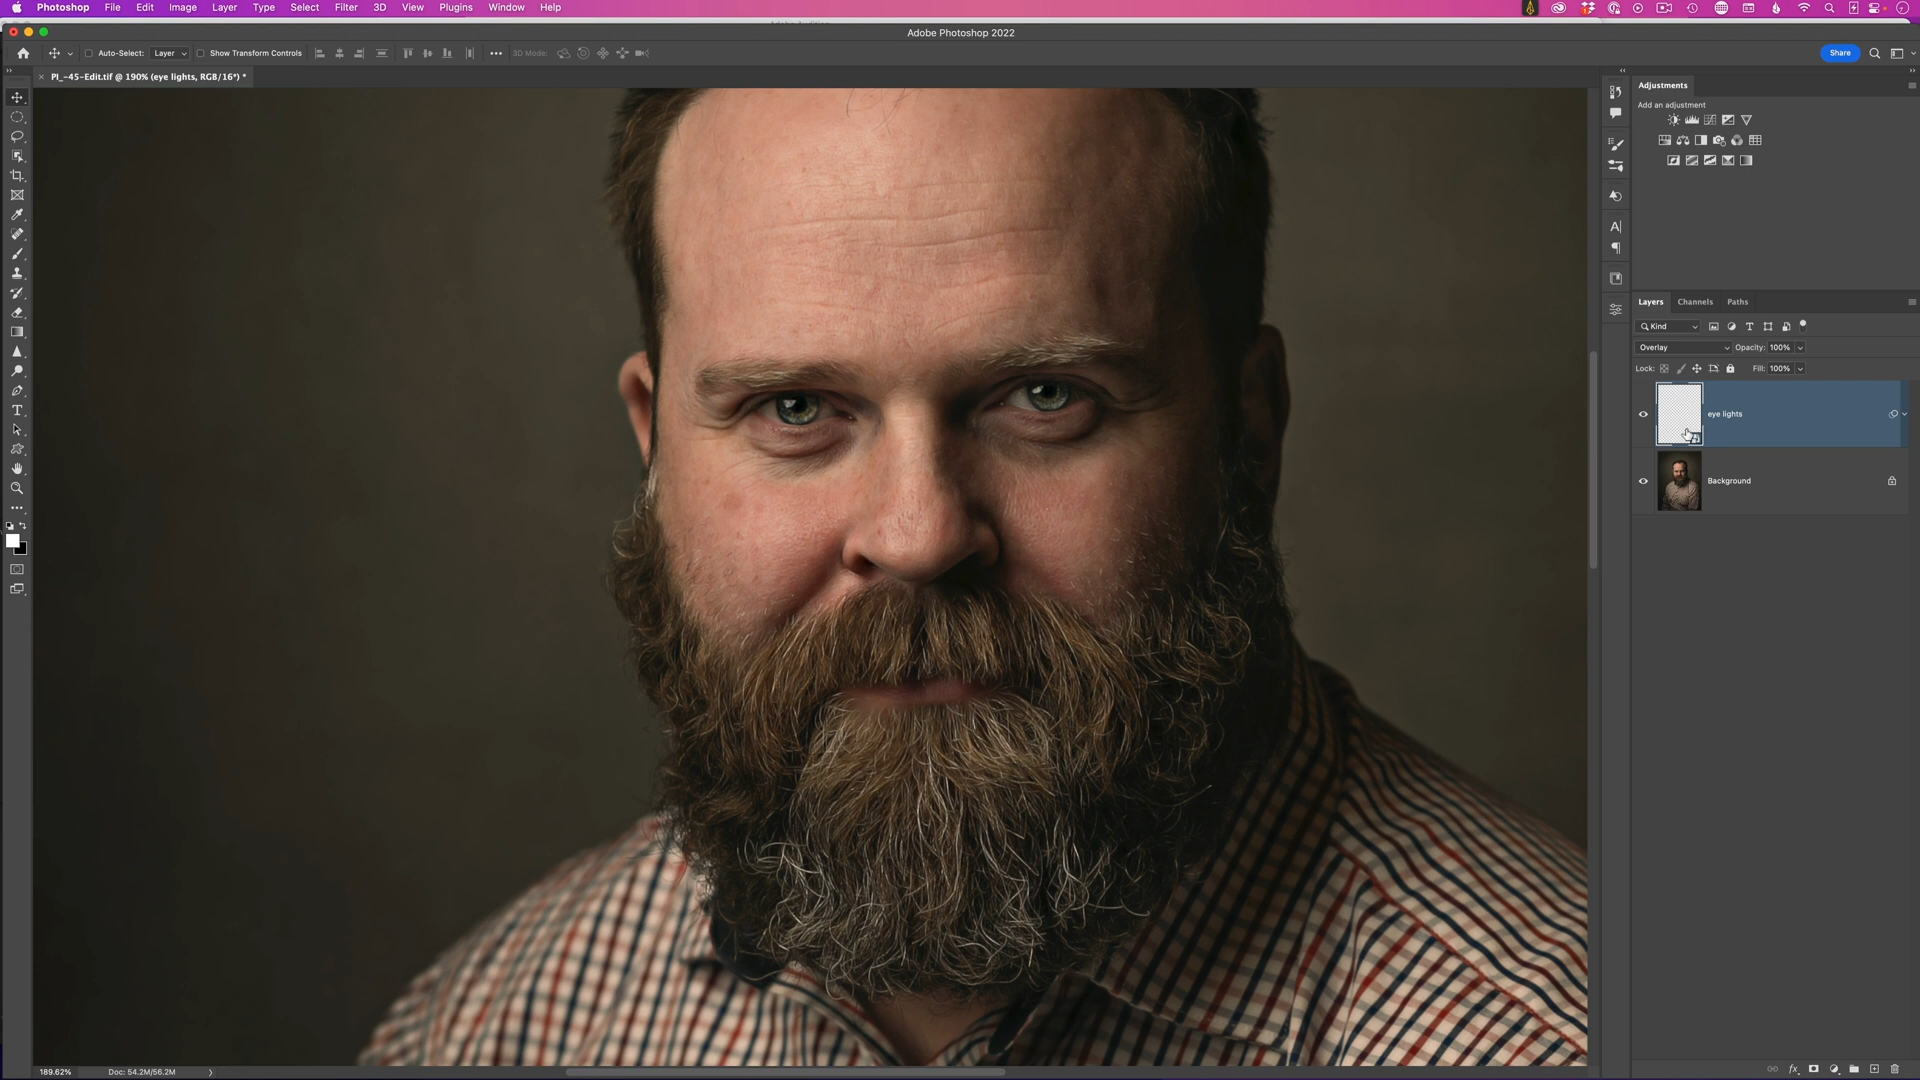 Photoshop File Edit Image Layer Type Select Filter 3D View Plugins Window Help
Adobe Photoshop 2022
Auto-Select: Layer Show Transform Controls 3D Mode: Share
PI_-45-Edit.tif @ 190% (eye lights, RGB/16*) *
Adjustments
Add an adjustment
Layers Channels Paths
Kind
Overlay Opacity: 100%
Lock: Fill: 100%
eye lights
Background
189.62% Doc: 54.2M/56.2M